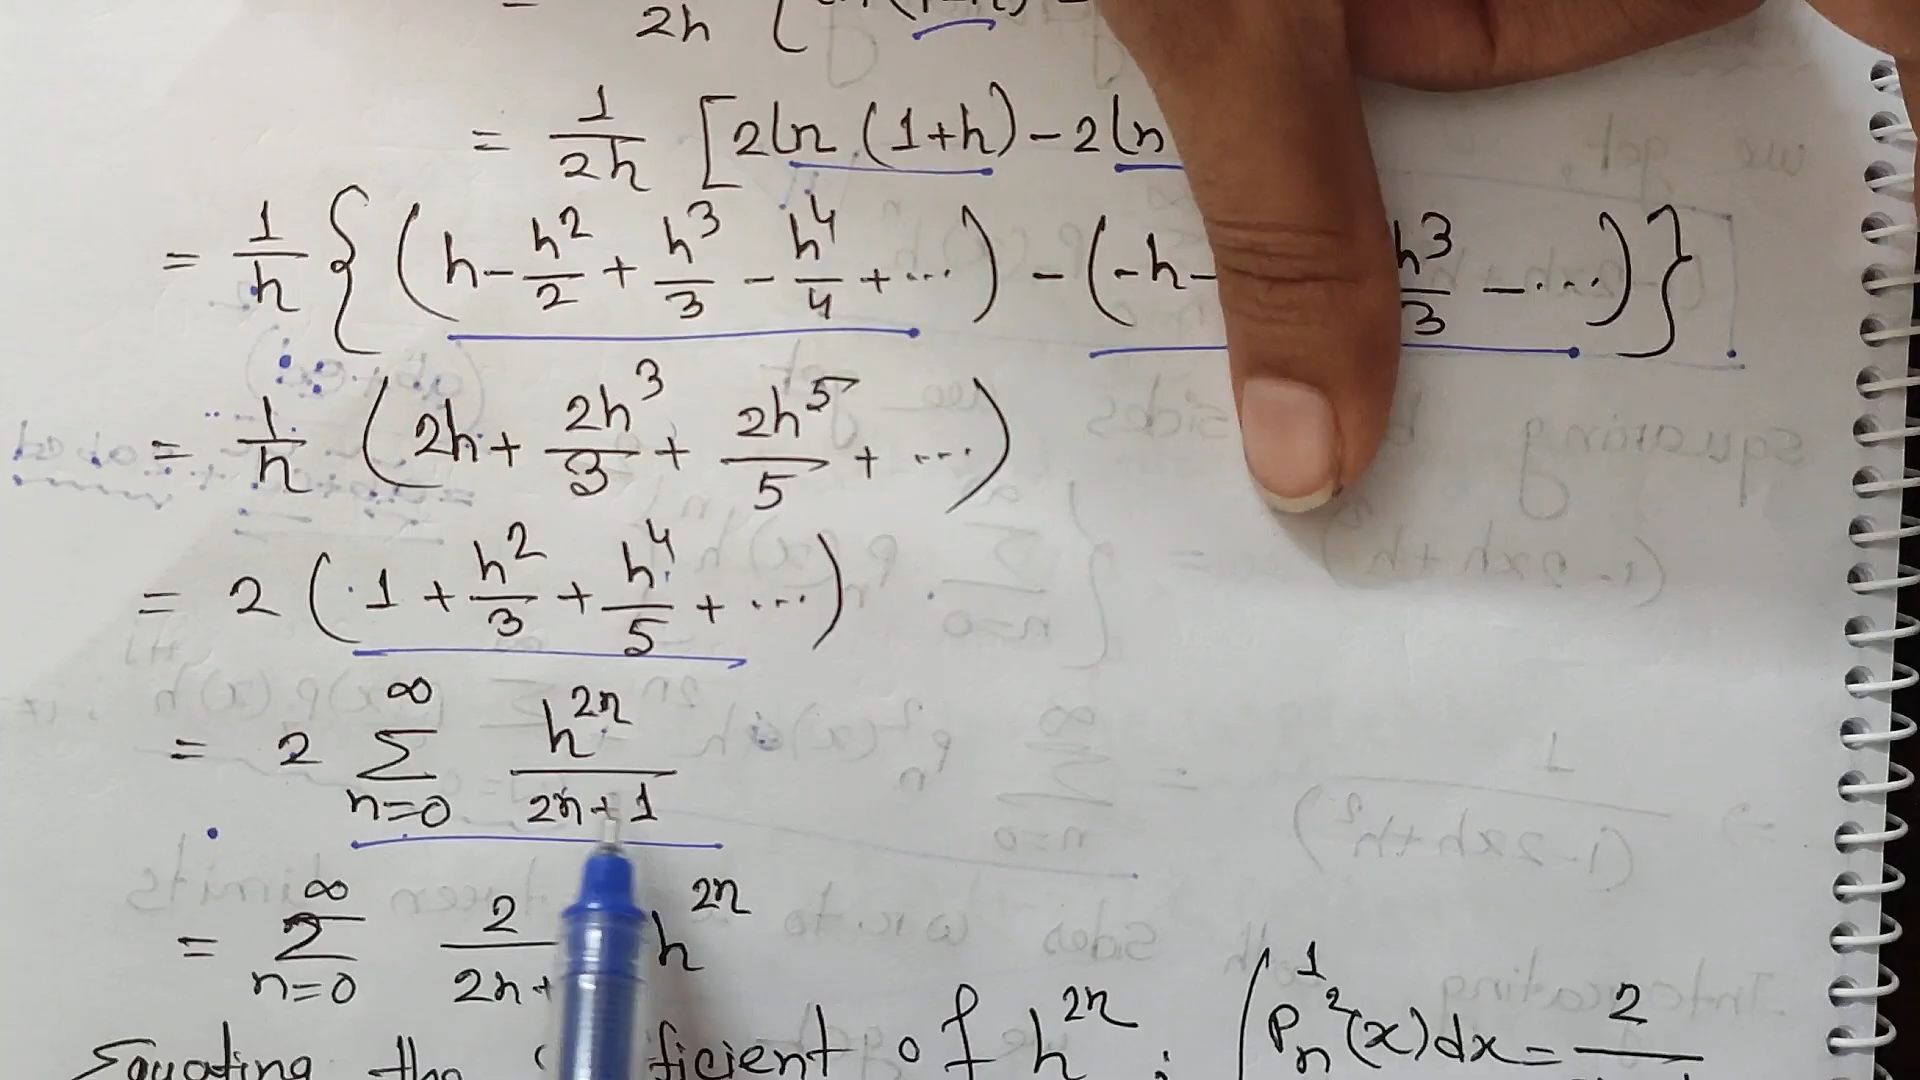 2h
= 1/2h [2ln (1+h) - 2ln
= 1/h { (h - h²/2 + h³/3 - h⁴/4 + ...) - (-h - h³/3 - ...) }
= 1/h (2h + 2h³/3 + 2h⁵/5 + ...)
= 2 (1 + h²/3 + h⁴/5 + ...)
= 2 ∑_{n=0}^{∞} h^{2n}/(2n+1)
= ∑_{n=0}^{∞} 2/2n+ h^{2n}
Equating the fficient of h^{2n} ; ∫ ^1 P_n²(x)dx = 2